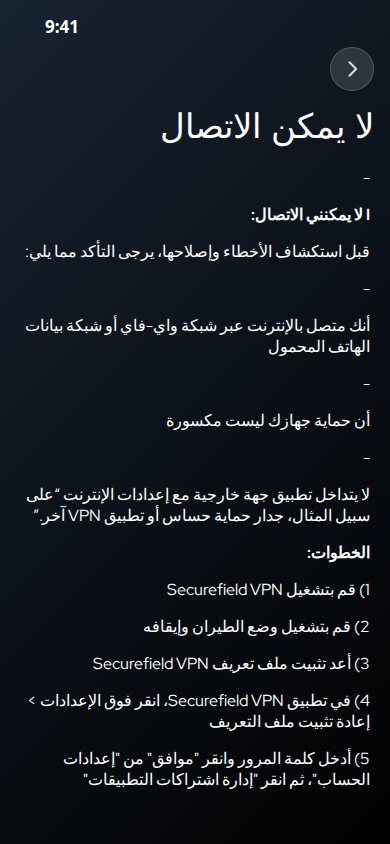 9:41
لا يمكن الاتصال
-
ا لا يمكنني الاتصال:
قبل استكشاف الأخطاء وإصلاحها، يرجى التأكد مما يلي:
-
أنك متصل بالإنترنت عبر شبكة واي-فاي أو شبكة بيانات
الهاتف المحمول
-
أن حماية جهازك ليست مكسورة
-
لا يتداخل تطبيق جهة خارجية مع إعدادات الإنترنت “على
سبيل المثال، جدار حماية حساس أو تطبيق VPN آخر.”
الخطوات:
1) قم بتشغيل Securefield VPN
2) قم بتشغيل وضع الطيران وإيقافه
3) أعد تثبيت ملف تعريف Securefield VPN
4) في تطبيق Securefield VPN، انقر فوق الإعدادات >
إعادة تثبيت ملف التعريف
5) أدخل كلمة المرور وانقر "موافق" من "إعدادات
الحساب"، ثم انقر "إدارة اشتراكات التطبيقات"